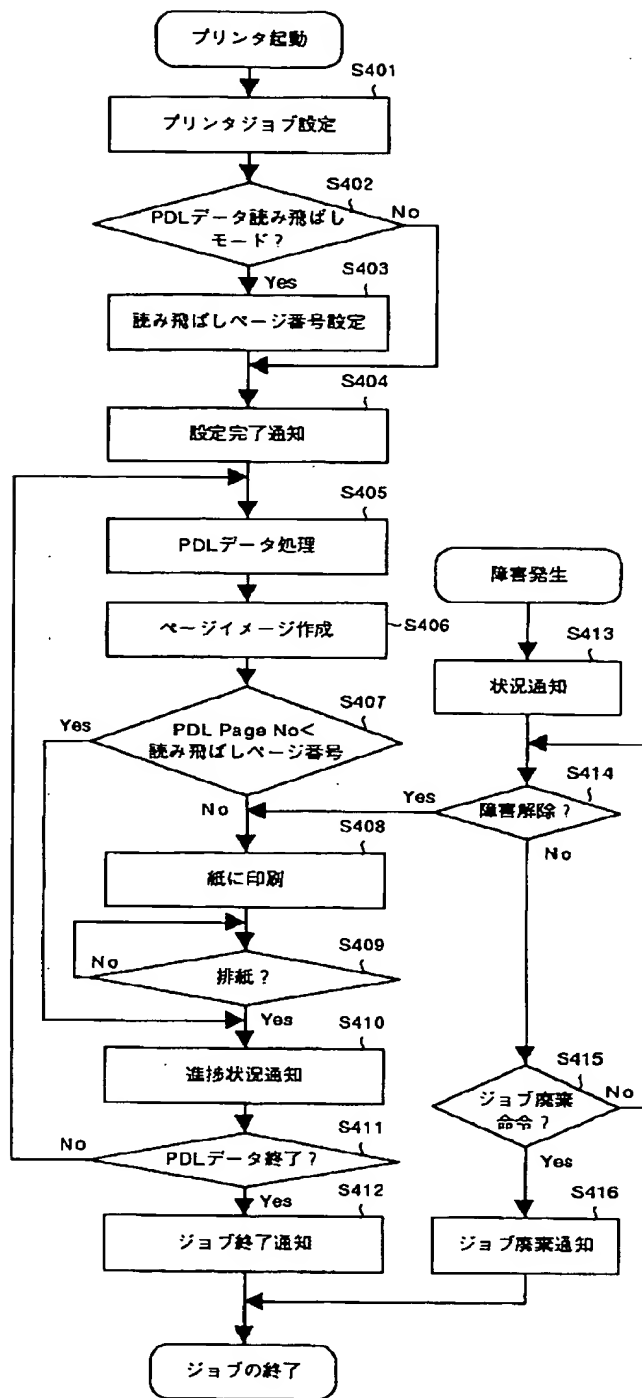 プリンタ起動
S401
プリンタジョブ設定
S402
PDLデータ読み飛ばし
モード？
No
Yes
S403
読み飛ばしページ番号設定
S404
設定完了通知
S405
PDLデータ処理
ページイメージ作成
S406
S407
Yes
PDL Page No<
読み飛ばしページ番号
No
S408
紙に印刷
S409
No
排紙？
Yes
S410
進捗状況通知
S411
No
PDLデータ終了？
Yes
S412
ジョブ終了通知
ジョブの終了
障害発生
S413
状況通知
S414
Yes
障害解除？
No
S415
ジョブ廃棄
命令？
No
Yes
S416
ジョブ廃棄通知